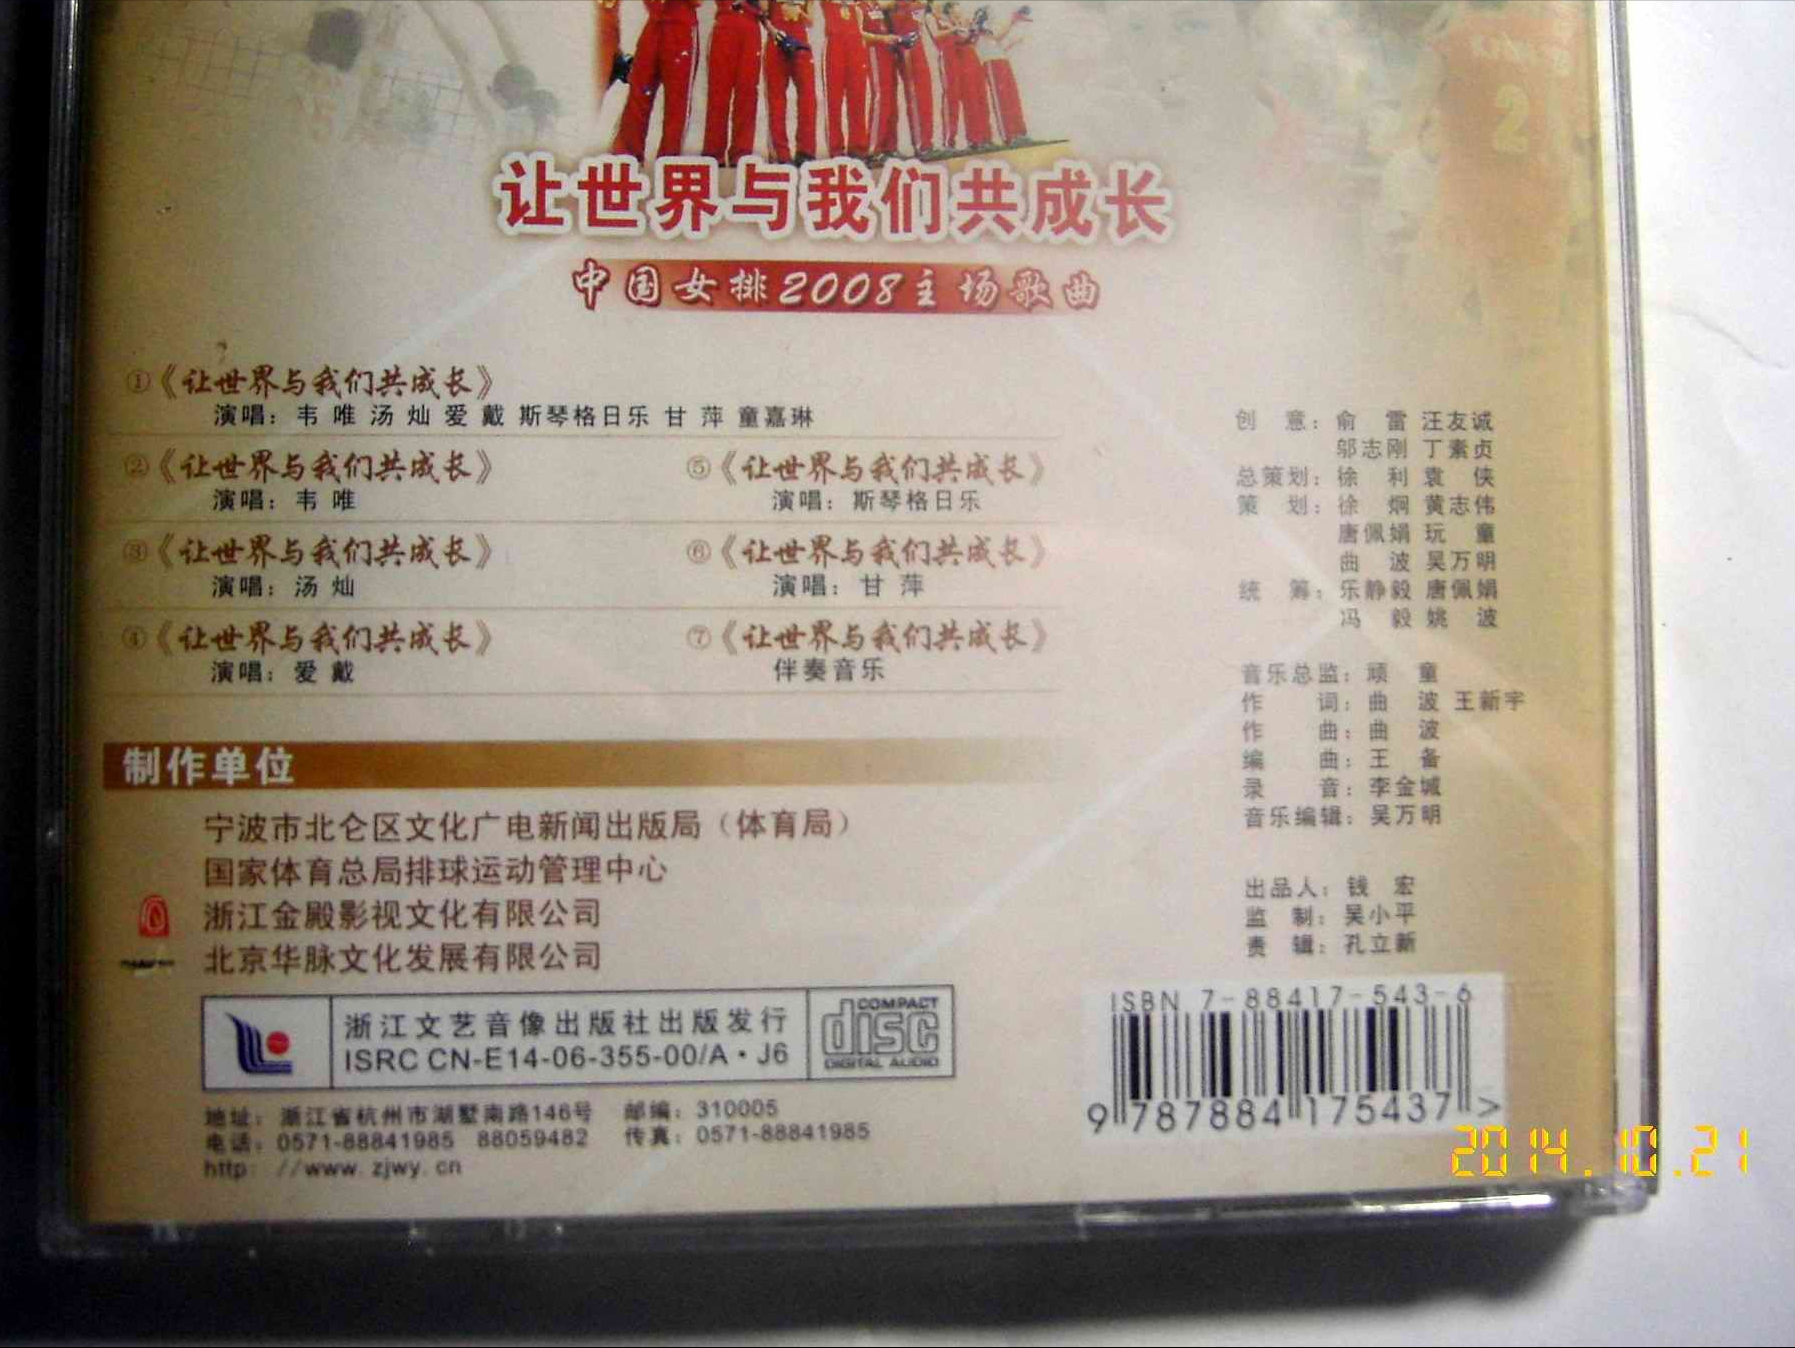 2
让世界与我们共成长
中国女排2008主场歌曲
①《让世界与我们共成长》
演唱：韦 唯 汤 灿 爱 戴 斯琴格日乐 甘 萍 童嘉琳
②《让世界与我们共成长》
演唱：韦 唯
③《让世界与我们共成长》
演唱：汤 灿
④《让世界与我们共成长》
演唱：爱 戴
⑤《让世界与我们共成长》
演唱：斯琴格日乐
⑥《让世界与我们共成长》
演唱：甘 萍
⑦《让世界与我们共成长》
伴奏音乐
创 意：俞 雷 汪友诚
邬志刚 丁素贞
总策划：徐 利 袁 侠
策 划：徐 炯 黄志伟
唐佩娟 玩 童
曲 波 吴万明
统 筹：乐静毅 唐佩娟
冯 毅 姚 波
音乐总监：顽 童
作 词：曲 波 王新宇
作 曲：曲 波
编 曲：王 备
录 音：李金城
音乐编辑：吴万明
出品人：钱 宏
监 制：吴小平
责 辑：孔立新
制作单位
宁波市北仑区文化广电新闻出版局（体育局）
国家体育总局排球运动管理中心
浙江金殿影视文化有限公司
北京华脉文化发展有限公司
浙江文艺音像出版社出版发行
ISRC CN-E14-06-355-00/A·J6
COMPACT
disc
DIGITAL AUDIO
地址：浙江省杭州市湖墅南路146号 邮编：310005
电话：0571-88841985 88059482 传真：0571-88841985
http：//www.zjwy.cn
ISBN 7-88417-543-6
9 787884 175437 >
2014.10.21